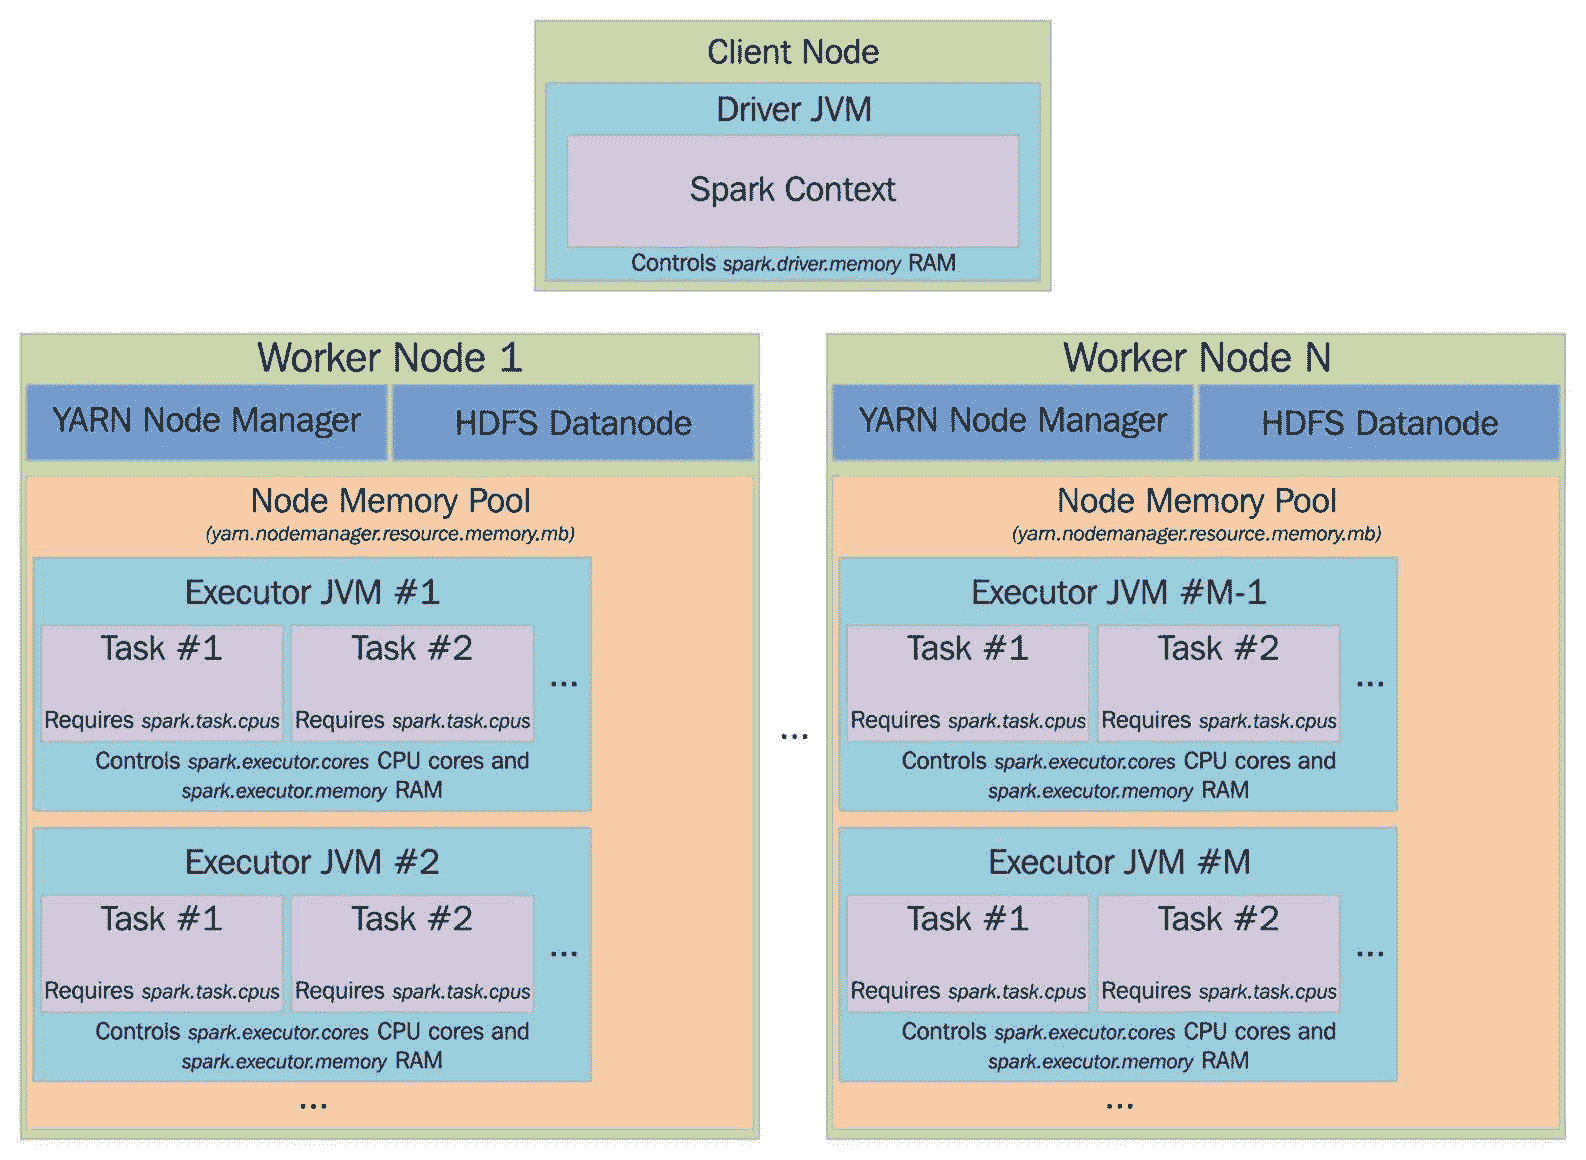 Client Node
Driver JVM
Spark Context
Controls spark.driver.memory RAM
Worker Node 1
YARN Node Manager
HDFS Datanode
Node Memory Pool
(yarn.nodemanager.resource.memory.mb)
Executor JVM #1
Task #1
Requires spark.task.cpus
Task #2
Requires spark.task.cpus
...
Controls spark.executor.cores CPU cores and
spark.executor.memory RAM
Executor JVM #2
Task #1
Requires spark.task.cpus
Task #2
Requires spark.task.cpus
...
Controls spark.executor.cores CPU cores and
spark.executor.memory RAM
...
...
Worker Node N
YARN Node Manager
HDFS Datanode
Node Memory Pool
(yarn.nodemanager.resource.memory.mb)
Executor JVM #M-1
Task #1
Requires spark.task.cpus
Task #2
Requires spark.task.cpus
...
Controls spark.executor.cores CPU cores and
spark.executor.memory RAM
Executor JVM #M
Task #1
Requires spark.task.cpus
Task #2
Requires spark.task.cpus
...
Controls spark.executor.cores CPU cores and
spark.executor.memory RAM
...